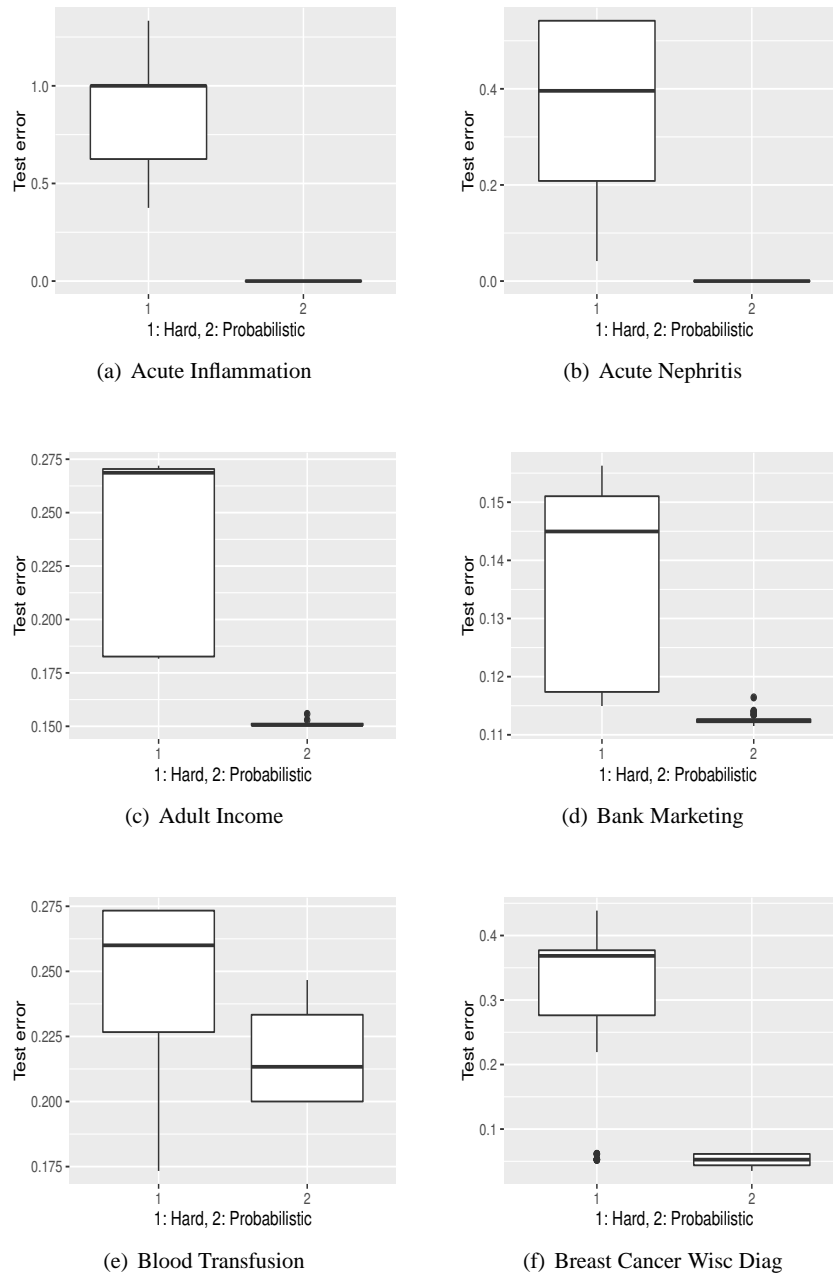 1.0
0.5
0.0
Test error
1 2
1: Hard, 2: Probabilistic
(a) Acute Inflammation
0.4
0.2
0.0
Test error
1 2
1: Hard, 2: Probabilistic
(b) Acute Nephritis
0.275
0.250
0.225
0.200
0.175
0.150
Test error
1 2
1: Hard, 2: Probabilistic
(c) Adult Income
0.15
0.14
0.13
0.12
0.11
Test error
1 2
1: Hard, 2: Probabilistic
(d) Bank Marketing
0.275
0.250
0.225
0.200
0.175
Test error
1 2
1: Hard, 2: Probabilistic
(e) Blood Transfusion
0.4
0.3
0.2
0.1
Test error
1 2
1: Hard, 2: Probabilistic
(f) Breast Cancer Wisc Diag